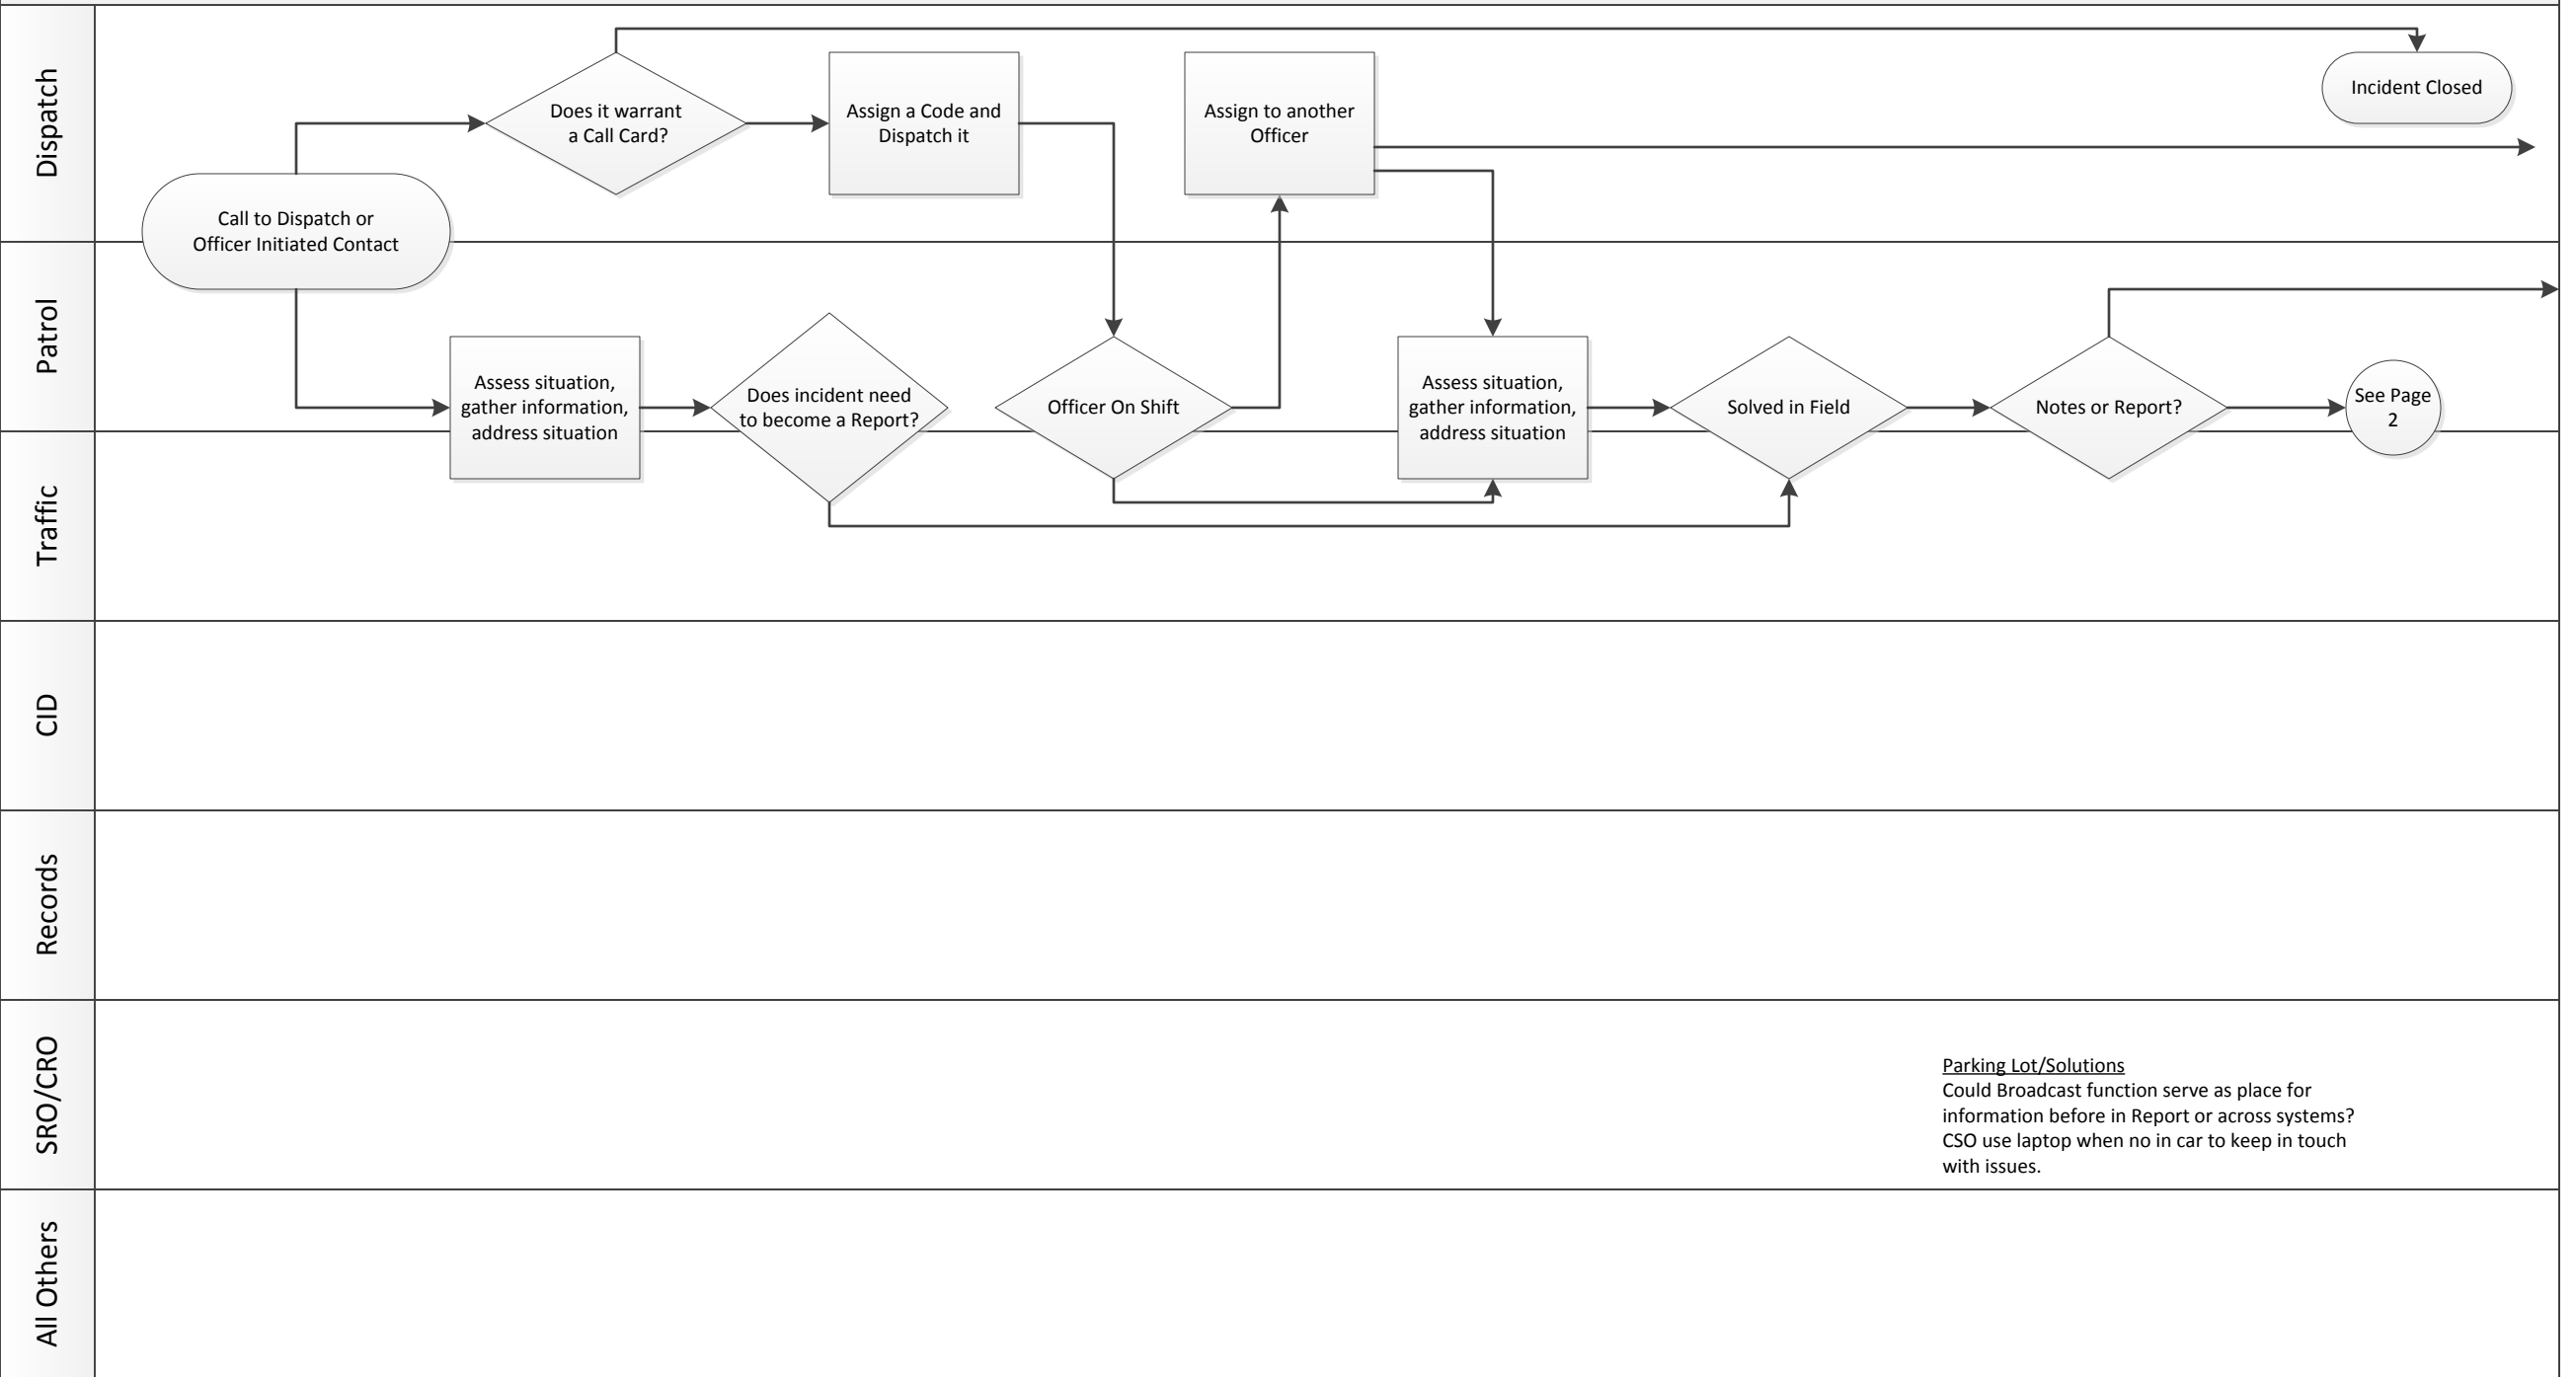 Dispatch
Does it warrant
a Call Card?
Assign a Code and
Dispatch it
Assign to another
Officer
Incident Closed
Call to Dispatch or
Officer Initiated Contact
Patrol
Assess situation,
gather information,
address situation
Does incident need
to become a Report?
Officer On Shift
Assess situation,
gather information,
address situation
Solved in Field
Notes or Report?
See Page
2
Traffic
CID
Records
SRO/CRO
Parking Lot/Solutions
Could Broadcast function serve as place for
information before in Report or across systems?
CSO use laptop when no in car to keep in touch
with issues.
All Others